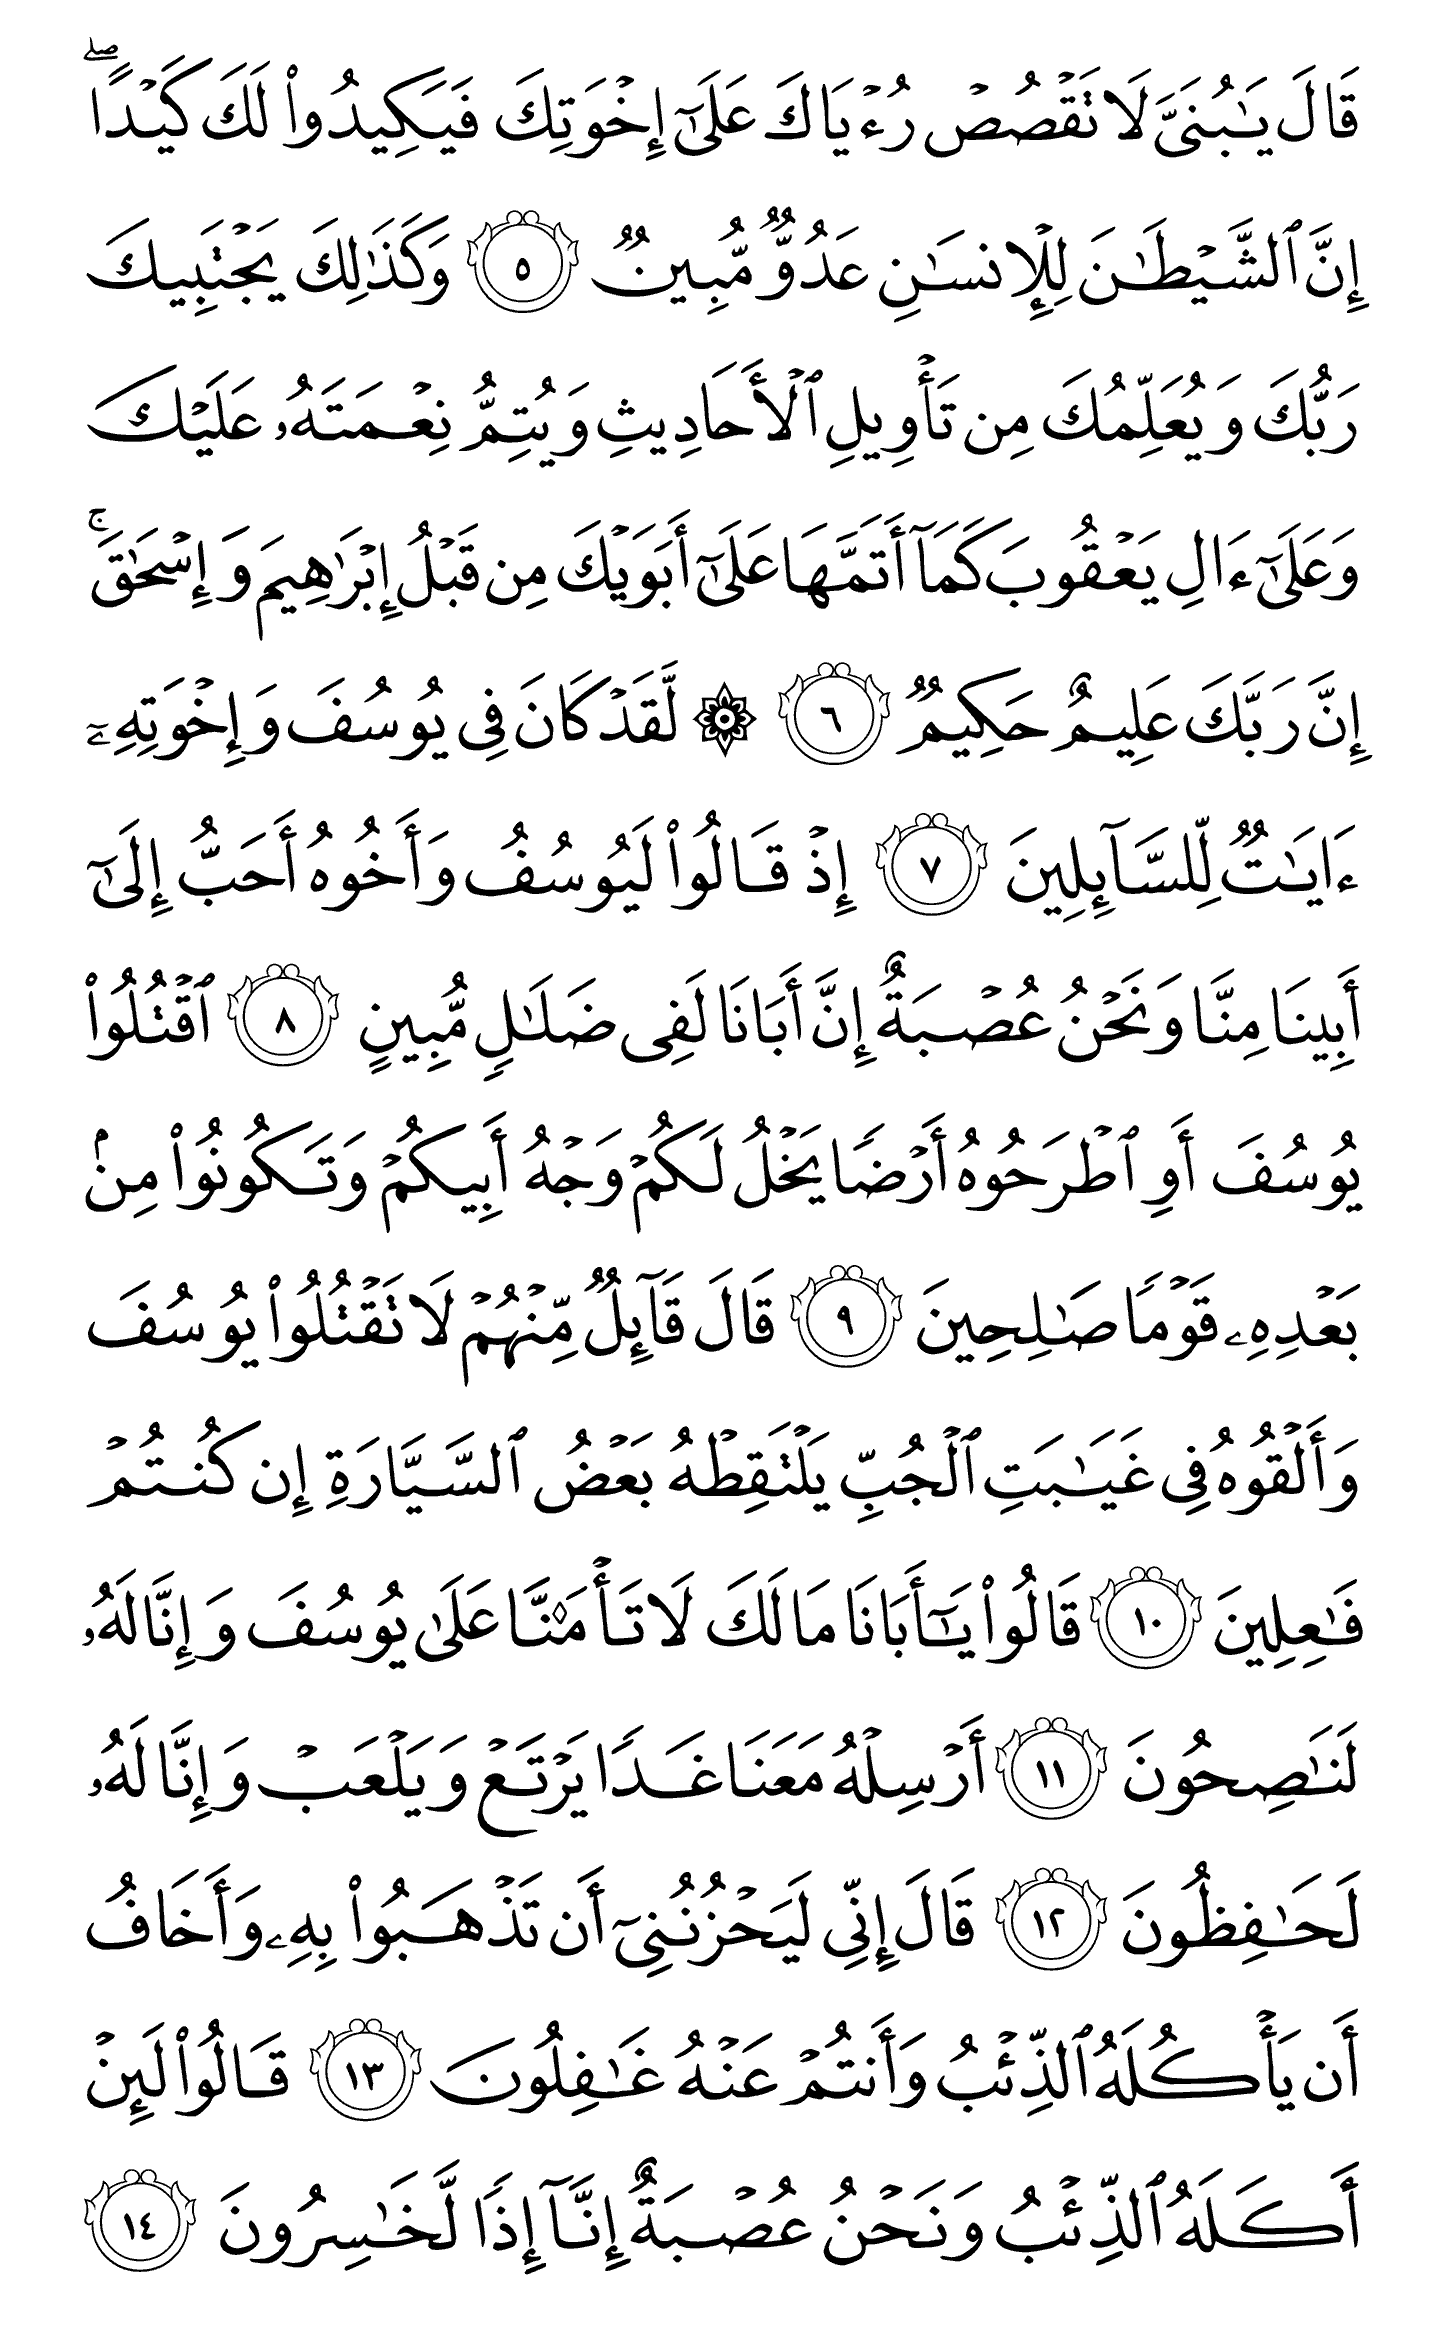 قَالَ يَٰبُنَيَّ لَا تَقۡصُصۡ رُءۡيَاكَ عَلَىٰٓ إِخۡوَتِكَ فَيَكِيدُواْ لَكَ كَيۡدًاۖ
إِنَّ ٱلشَّيۡطَٰنَ لِلۡإِنسَٰنِ عَدُوّٞ مُّبِينٞ ٥ وَكَذَٰلِكَ يَجۡتَبِيكَ
رَبُّكَ وَيُعَلِّمُكَ مِن تَأۡوِيلِ ٱلۡأَحَادِيثِ وَيُتِمُّ نِعۡمَتَهُۥ عَلَيۡكَ
وَعَلَىٰٓ ءَالِ يَعۡقُوبَ كَمَآ أَتَمَّهَا عَلَىٰٓ أَبَوَيۡكَ مِن قَبۡلُ إِبۡرَٰهِيمَ وَإِسۡحَٰقَۚ
إِنَّ رَبَّكَ عَلِيمٌ حَكِيمٞ ٦ ۞ لَّقَدۡ كَانَ فِي يُوسُفَ وَإِخۡوَتِهِۦٓ
ءَايَٰتٞ لِّلسَّآئِلِينَ ٧ إِذۡ قَالُواْ لَيُوسُفُ وَأَخُوهُ أَحَبُّ إِلَىٰٓ
أَبِينَا مِنَّا وَنَحۡنُ عُصۡبَةٌ إِنَّ أَبَانَا لَفِي ضَلَٰلٖ مُّبِينٍ ٨ ٱقۡتُلُواْ
يُوسُفَ أَوِ ٱطۡرَحُوهُ أَرۡضٗا يَخۡلُ لَكُمۡ وَجۡهُ أَبِيكُمۡ وَتَكُونُواْ مِنۢ
بَعۡدِهِۦ قَوۡمٗا صَٰلِحِينَ ٩ قَالَ قَآئِلٞ مِّنۡهُمۡ لَا تَقۡتُلُواْ يُوسُفَ
وَأَلۡقُوهُ فِي غَيَٰبَتِ ٱلۡجُبِّ يَلۡتَقِطۡهُ بَعۡضُ ٱلسَّيَّارَةِ إِن كُنتُمۡ
فَٰعِلِينَ ١٠ قَالُواْ يَٰٓأَبَانَا مَا لَكَ لَا تَأۡمَ۬نَّا عَلَىٰ يُوسُفَ وَإِنَّا لَهُۥ
لَنَٰصِحُونَ ١١ أَرۡسِلۡهُ مَعَنَا غَدٗا يَرۡتَعۡ وَيَلۡعَبۡ وَإِنَّا لَهُۥ
لَحَٰفِظُونَ ١٢ قَالَ إِنِّي لَيَحۡزُنُنِيٓ أَن تَذۡهَبُواْ بِهِۦ وَأَخَافُ
أَن يَأۡكُلَهُ ٱلذِّئۡبُ وَأَنتُمۡ عَنۡهُ غَٰفِلُونَ ١٣ قَالُواْ لَئِنۡ
أَكَلَهُ ٱلذِّئۡبُ وَنَحۡنُ عُصۡبَةٌ إِنَّآ إِذٗا لَّخَٰسِرُونَ ١٤